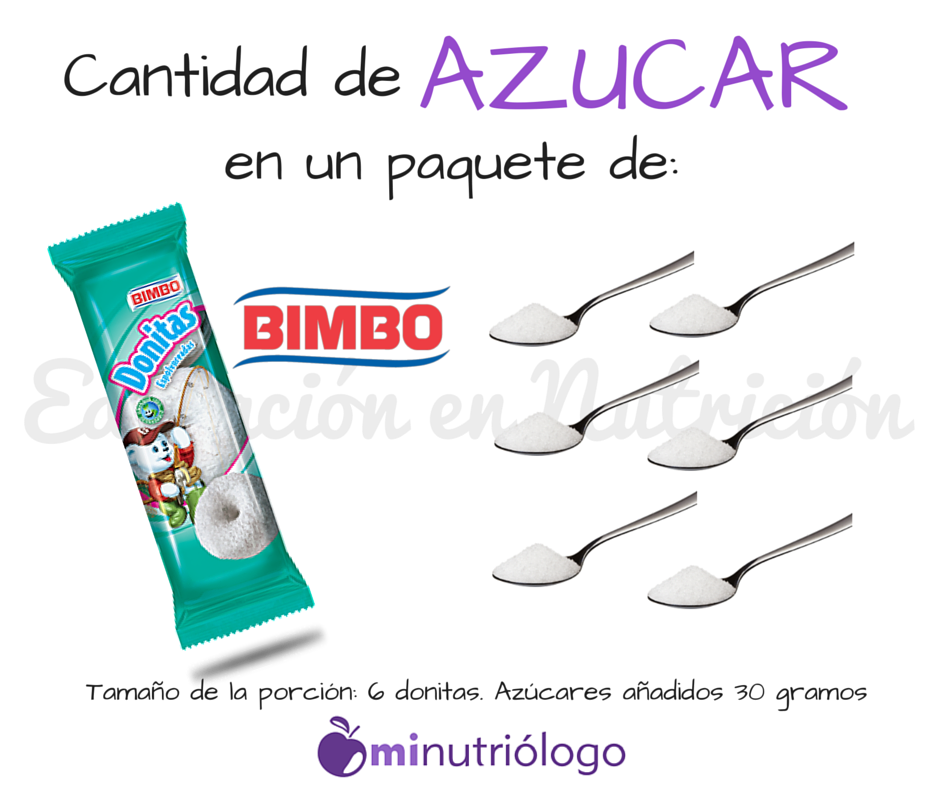 Cantidad de AZUCAR
en un paquete de:
BIMBO
Donitas
Espolvoreadas
BIMBO
Educación en Nutrición
Tamaño de la porción: 6 donitas. Azúcares añadidos 30 gramos
minutriólogo